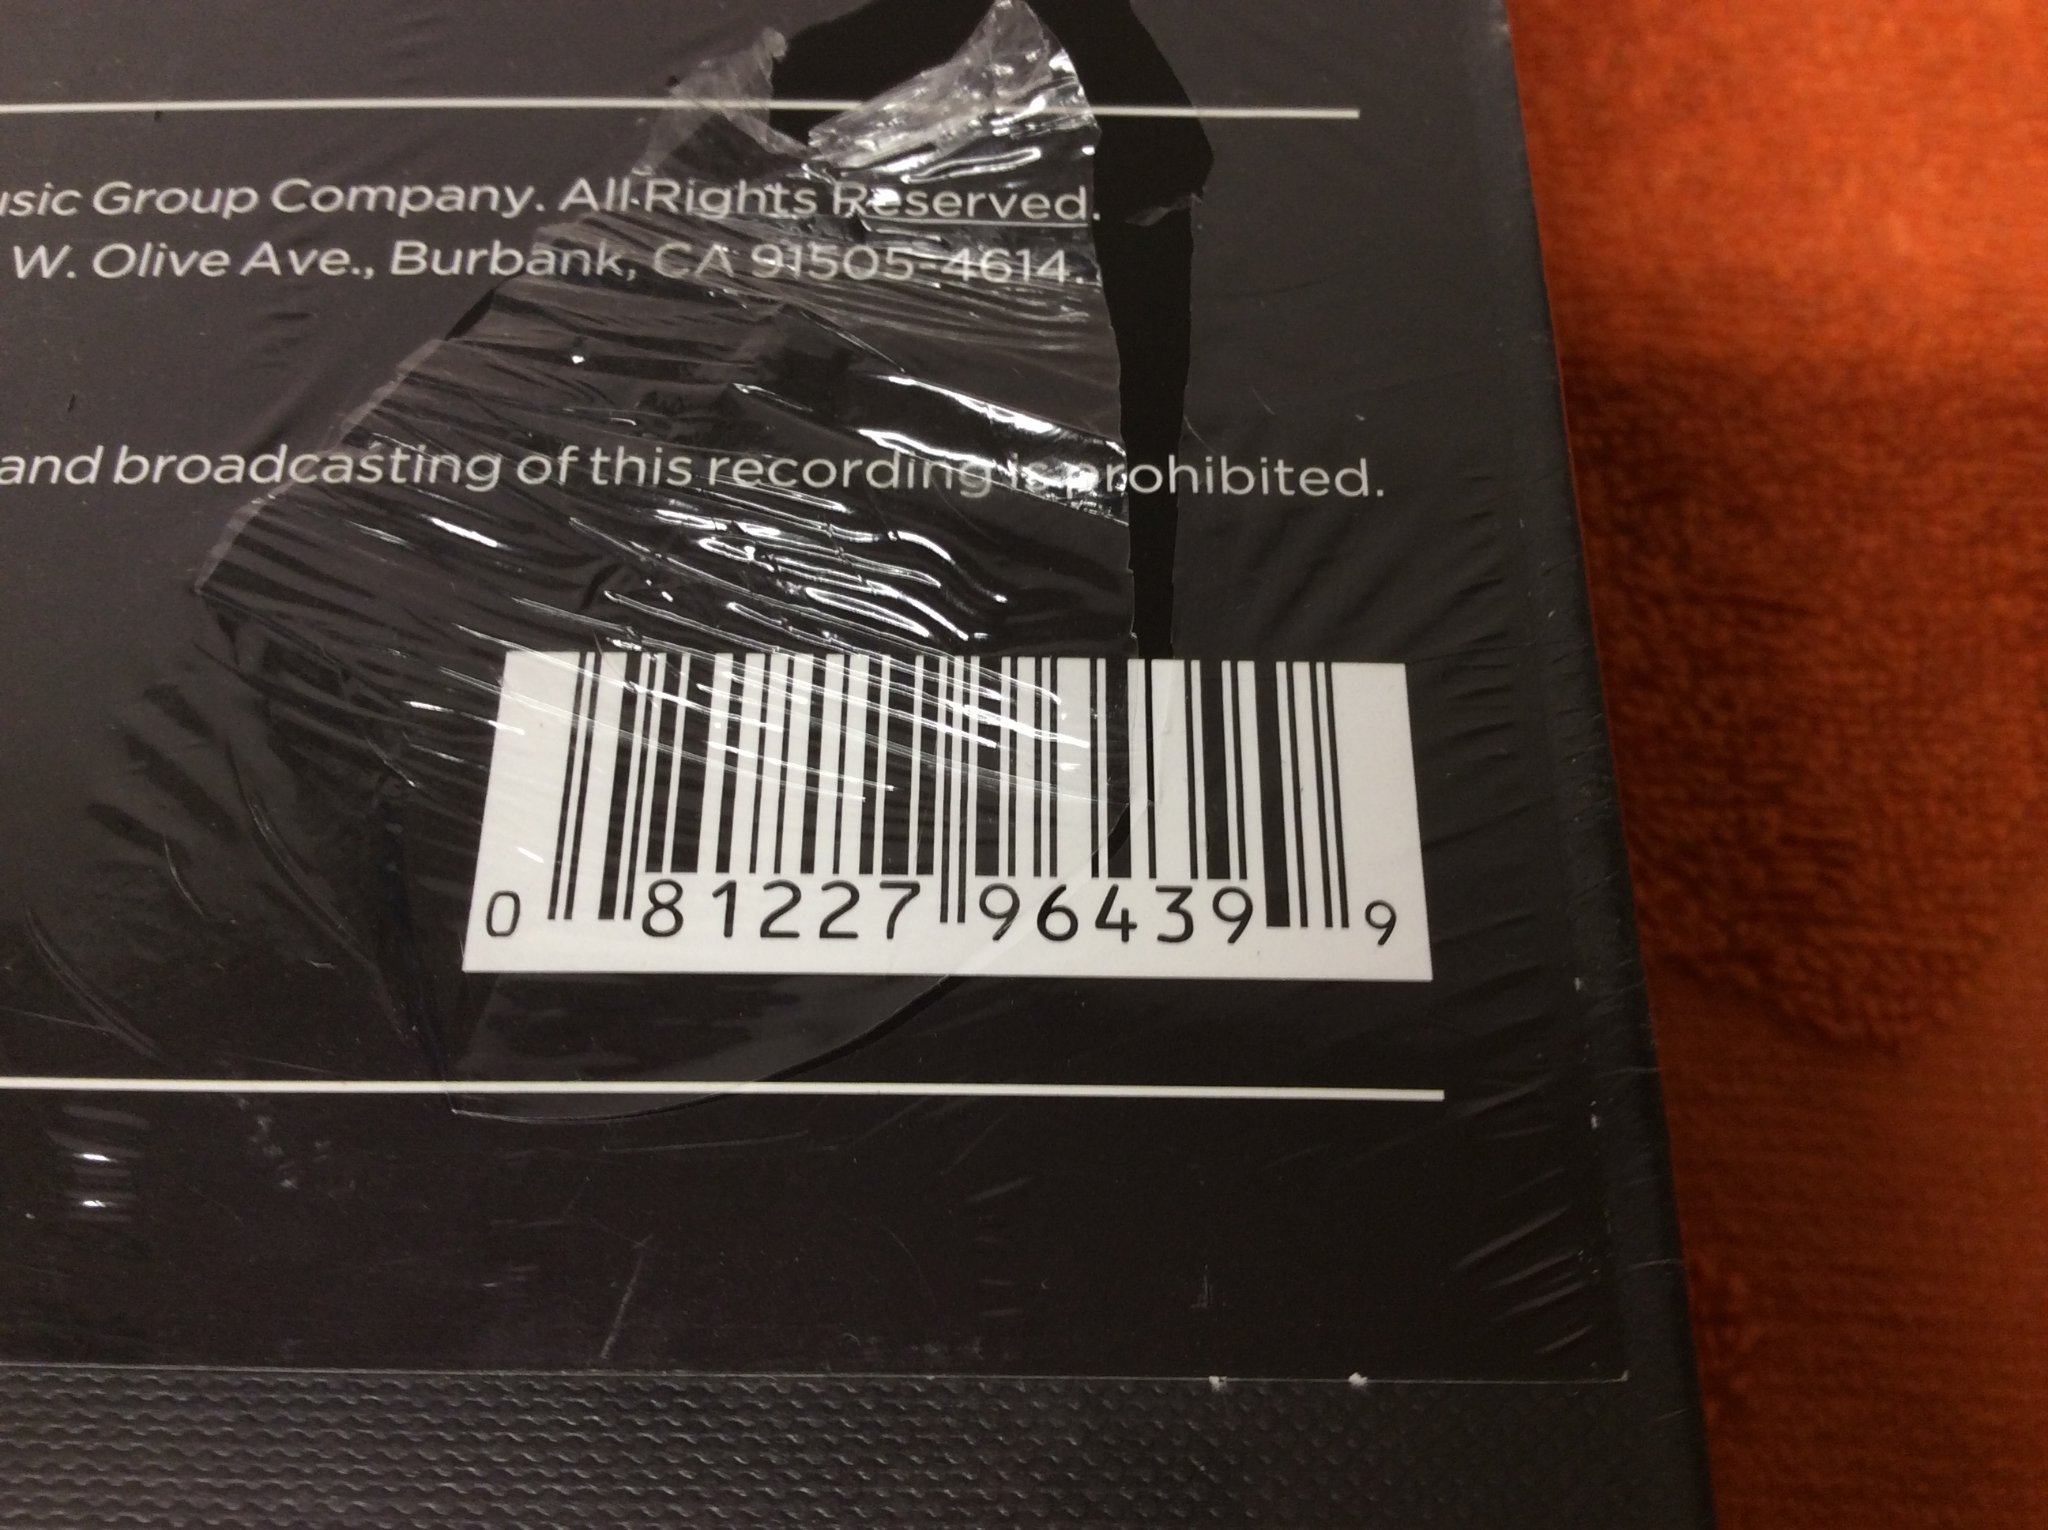 usic Group Company. All Rights Reserved.
W. Olive Ave., Burbank, CA 91505-4614.
and broadcasting of this recording is prohibited.
0 81227 96439 9